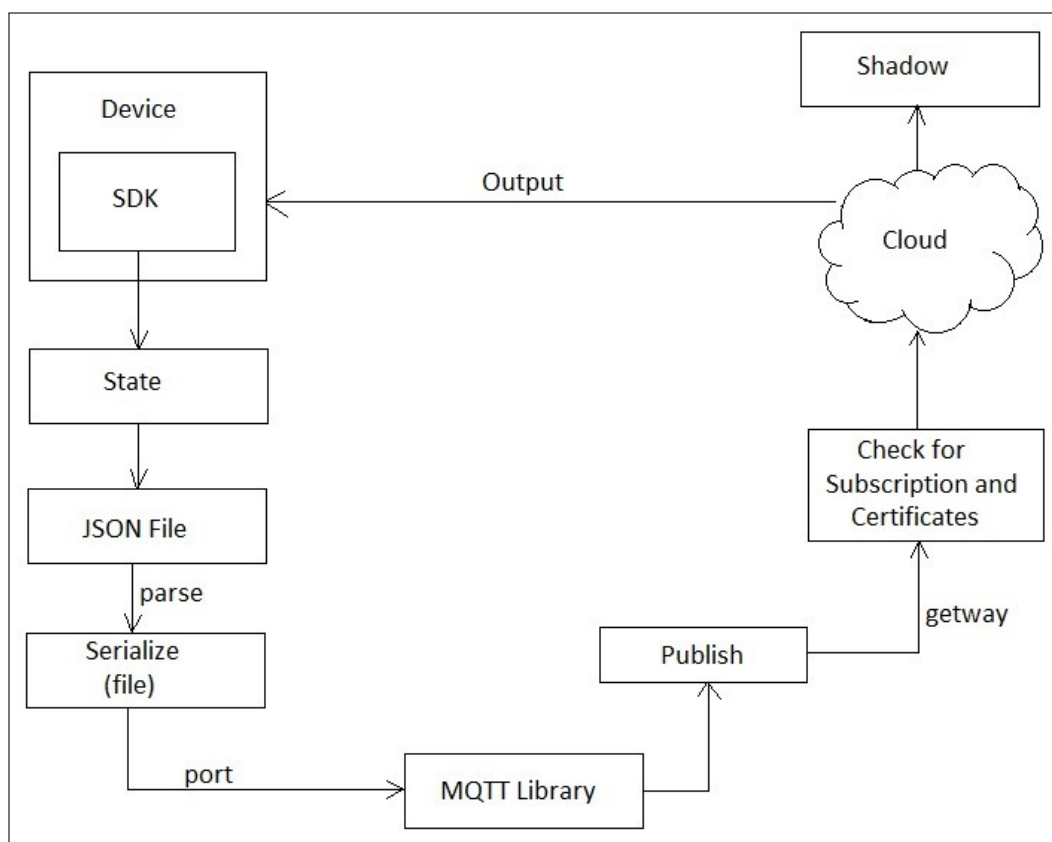 Device
SDK
State
JSON File
parse
Serialize
(file)
port
MQTT Library
Publish
getway
Check for
Subscription and
Certificates
Cloud
Shadow
Output